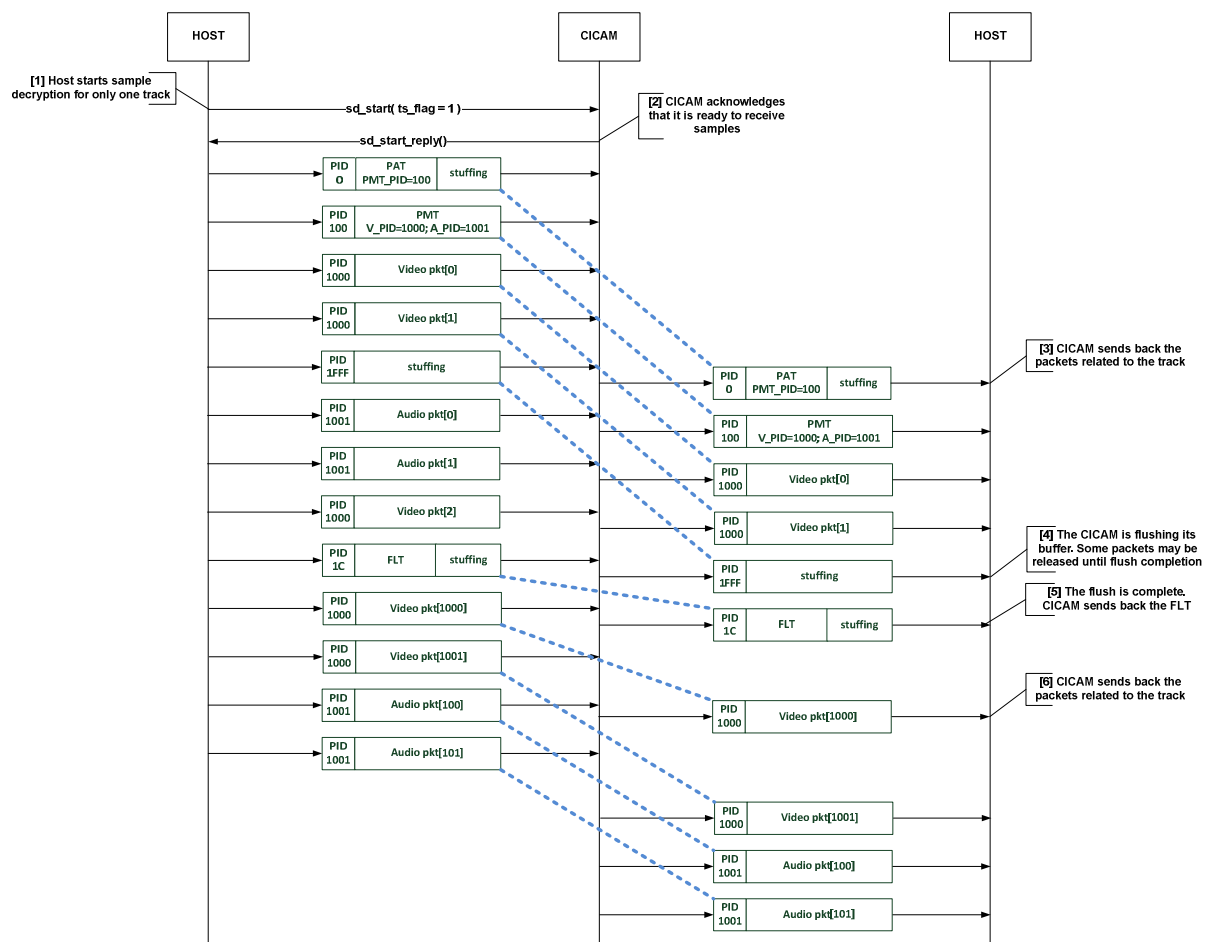 HOST
CICAM
HOST
[1] Host starts sample
decryption for only one track
sd_start( ts_flag = 1 )
[2] CICAM acknowledges
that it is ready to receive
samples
sd_start_reply()
PID
0
PAT
PMT_PID=100
stuffing
PID
100
PMT
V_PID=1000; A_PID=1001
PID
1000
Video pkt[0]
PID
1000
Video pkt[1]
PID
1FFF
stuffing
PID
1001
Audio pkt[0]
PID
1001
Audio pkt[1]
PID
1000
Video pkt[2]
PID
1C
FLT
stuffing
PID
1000
Video pkt[1000]
PID
1000
Video pkt[1001]
PID
1001
Audio pkt[100]
PID
1001
Audio pkt[101]
PID
0
PAT
PMT_PID=100
stuffing
[3] CICAM sends back the
packets related to the track
PID
100
PMT
V_PID=1000; A_PID=1001
PID
1000
Video pkt[0]
PID
1000
Video pkt[1]
PID
1FFF
stuffing
[4] The CICAM is flushing its
buffer. Some packets may be
released until flush completion
PID
1C
FLT
stuffing
[5] The flush is complete.
CICAM sends back the FLT
PID
1000
Video pkt[1000]
[6] CICAM sends back the
packets related to the track
PID
1000
Video pkt[1001]
PID
1001
Audio pkt[100]
PID
1001
Audio pkt[101]